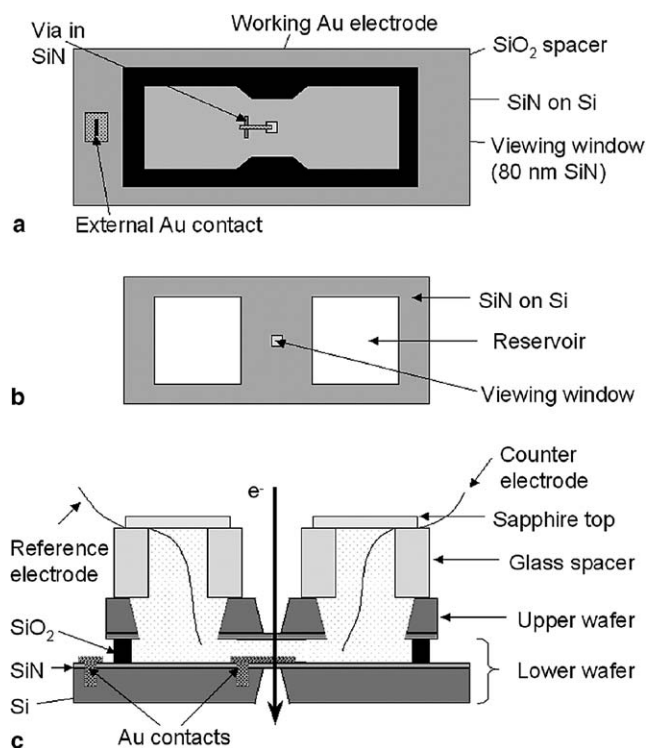 Via in
SiN
Working Au electrode
SiO₂ spacer
SiN on Si
Viewing window
(80 nm SiN)
External Au contact
a
SiN on Si
Reservoir
Viewing window
b
Counter
electrode
e⁻
Sapphire top
Reference
electrode
Glass spacer
SiO₂
Upper wafer
SiN
Lower wafer
Si
Au contacts
c